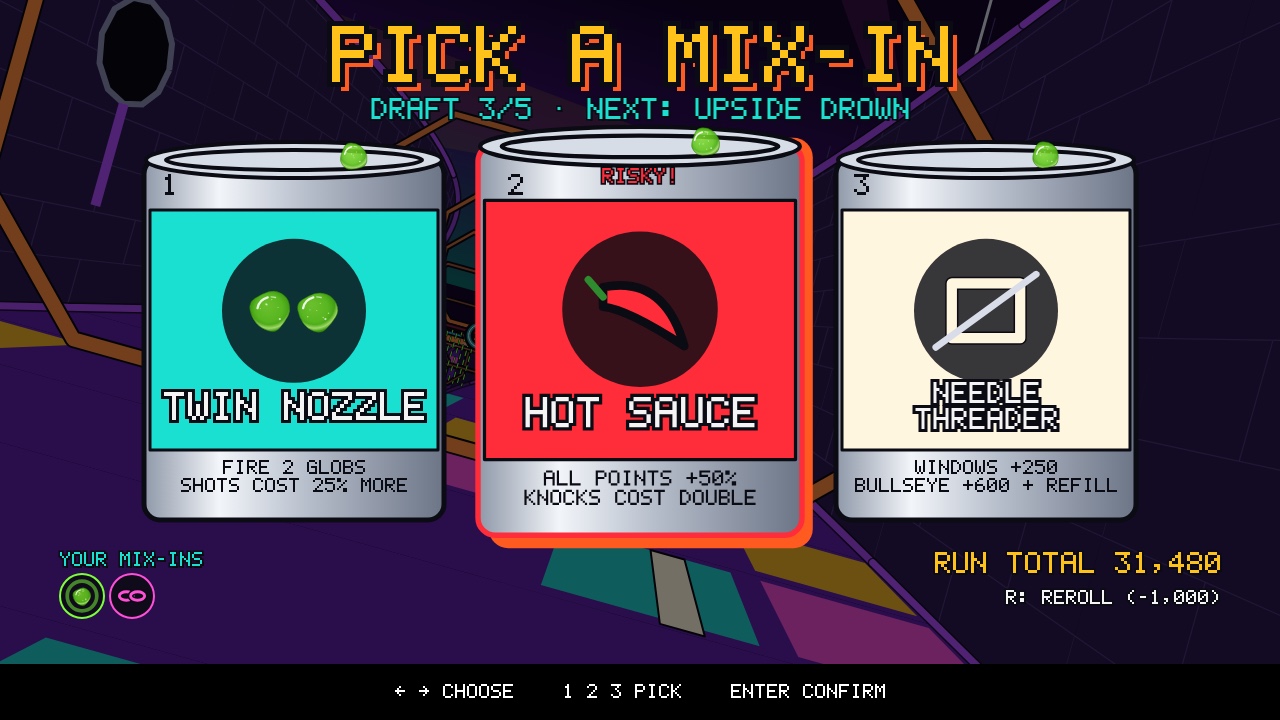 PICK A MIX-IN
DRAFT 3/5 · NEXT: UPSIDE DROWN
1
TWIN NOZZLE
FIRE 2 GLOBS
SHOTS COST 25% MORE
2
RISKY!
HOT SAUCE
ALL POINTS +50%
KNOCKS COST DOUBLE
3
NEEDLE
THREADER
WINDOWS +250
BULLSEYE +600 + REFILL
YOUR MIX-INS
RUN TOTAL 31,480
R: REROLL (-1,000)
← → CHOOSE 1 2 3 PICK ENTER CONFIRM